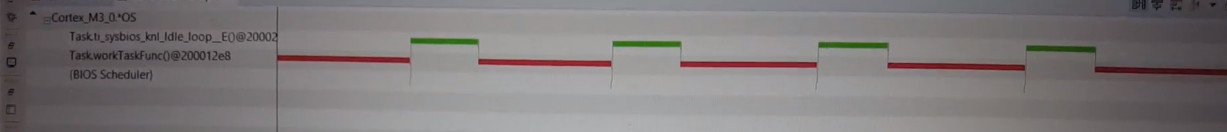 Cortex_M3_0.*OS
Task.ti_sysbios_knl_Idle_loop__E()@20002
Task.workTaskFunc()@200012e8
{BIOS Scheduler}